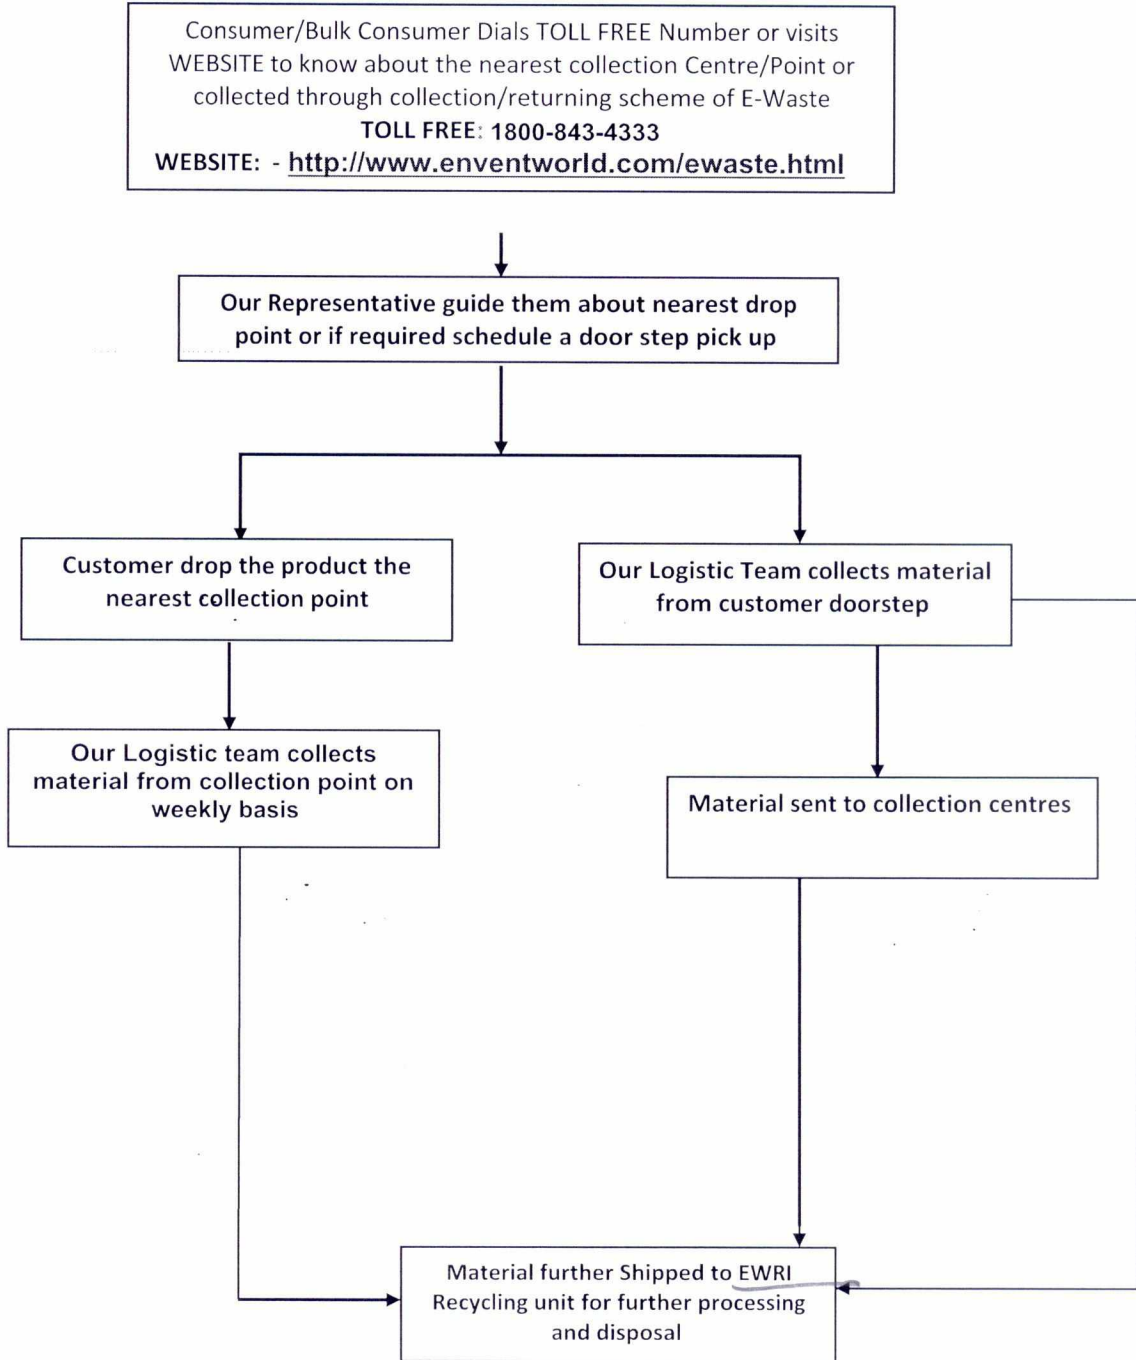 Consumer/Bulk Consumer Dials TOLL FREE Number or visits
WEBSITE to know about the nearest collection Centre/Point or
collected through collection/returning scheme of E-Waste
TOLL FREE: 1800-843-4333
WEBSITE: - http://www.enventworld.com/ewaste.html
Our Representative guide them about nearest drop
point or if required schedule a door step pick up
Customer drop the product the
nearest collection point
Our Logistic Team collects material
from customer doorstep
Our Logistic team collects
material from collection point on
weekly basis
Material sent to collection centres
Material further Shipped to EWRI
Recycling unit for further processing
and disposal